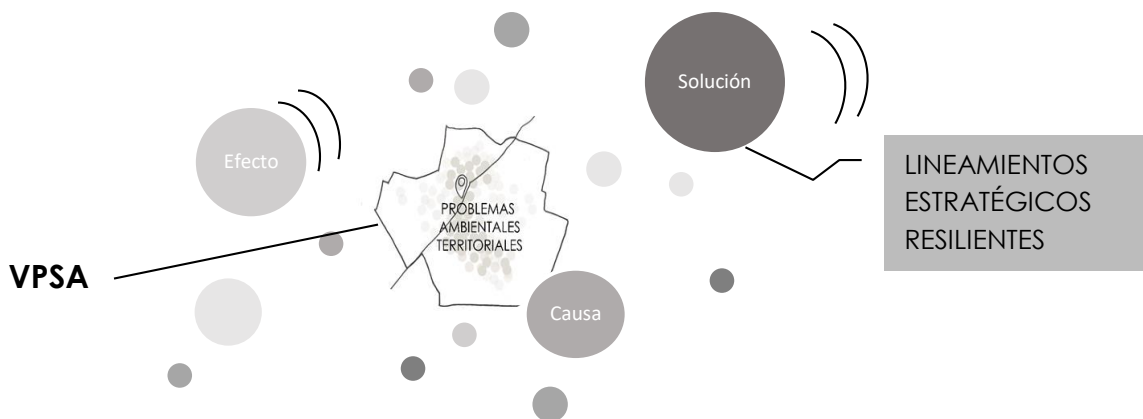 Solución
Efecto
LINEAMIENTOS
ESTRATÉGICOS
RESILIENTES
PROBLEMAS
AMBIENTALES
TERRITORIALES
VPSA
Causa